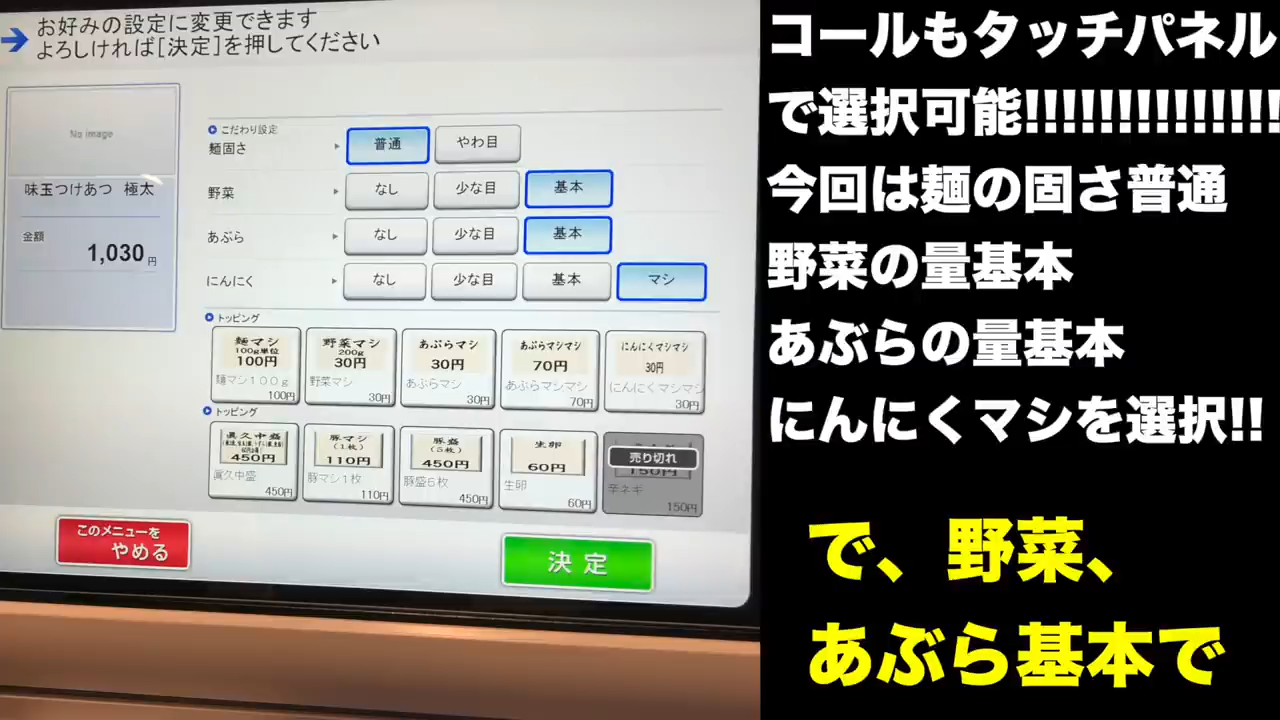 お好みの設定に変更できます
よろしければ[決定]を押してください
No image
味玉つけあつ 極太
金額
1,030円
こだわり設定
麺固さ 普通 やわ目
野菜 なし 少な目 基本
あぶら なし 少な目 基本
にんにく なし 少な目 基本 マシ
トッピング
麺マシ
100g単位
100円
麺マシ100g
100円
野菜マシ
200g
30円
野菜マシ
30円
あぶらマシ
30円
あぶらマシ
30円
あぶらマシマシ
70円
あぶらマシマシ
70円
にんにくマシマシ
30円
にんにくマシマシ
30円
トッピング
眞久中盛
450円
眞久中盛
450円
豚マシ
(1枚)
110円
豚マシ1枚
110円
豚盛
(5枚)
450円
豚盛6枚
450円
生卵
60円
生卵
60円
売り切れ
150円
辛ネギ
150円
このメニューを
やめる
決定
コールもタッチパネル
で選択可能!!!!!!!!!!!!!!
今回は麺の固さ普通
野菜の量基本
あぶらの量基本
にんにくマシを選択!!
で、野菜、
あぶら基本で